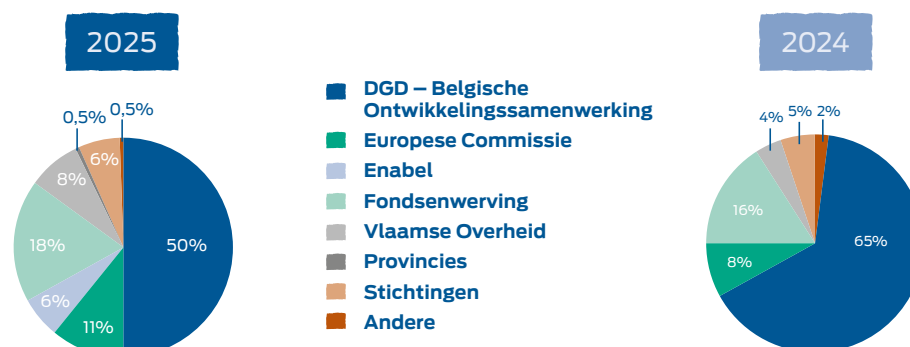 2025
0,5%
0,5%
6%
8%
18%
50%
6%
11%
DGD – Belgische
Ontwikkelingssamenwerking
Europese Commissie
Enabel
Fondsenwerving
Vlaamse Overheid
Provincies
Stichtingen
Andere
2024
4%
5%
2%
16%
65%
8%